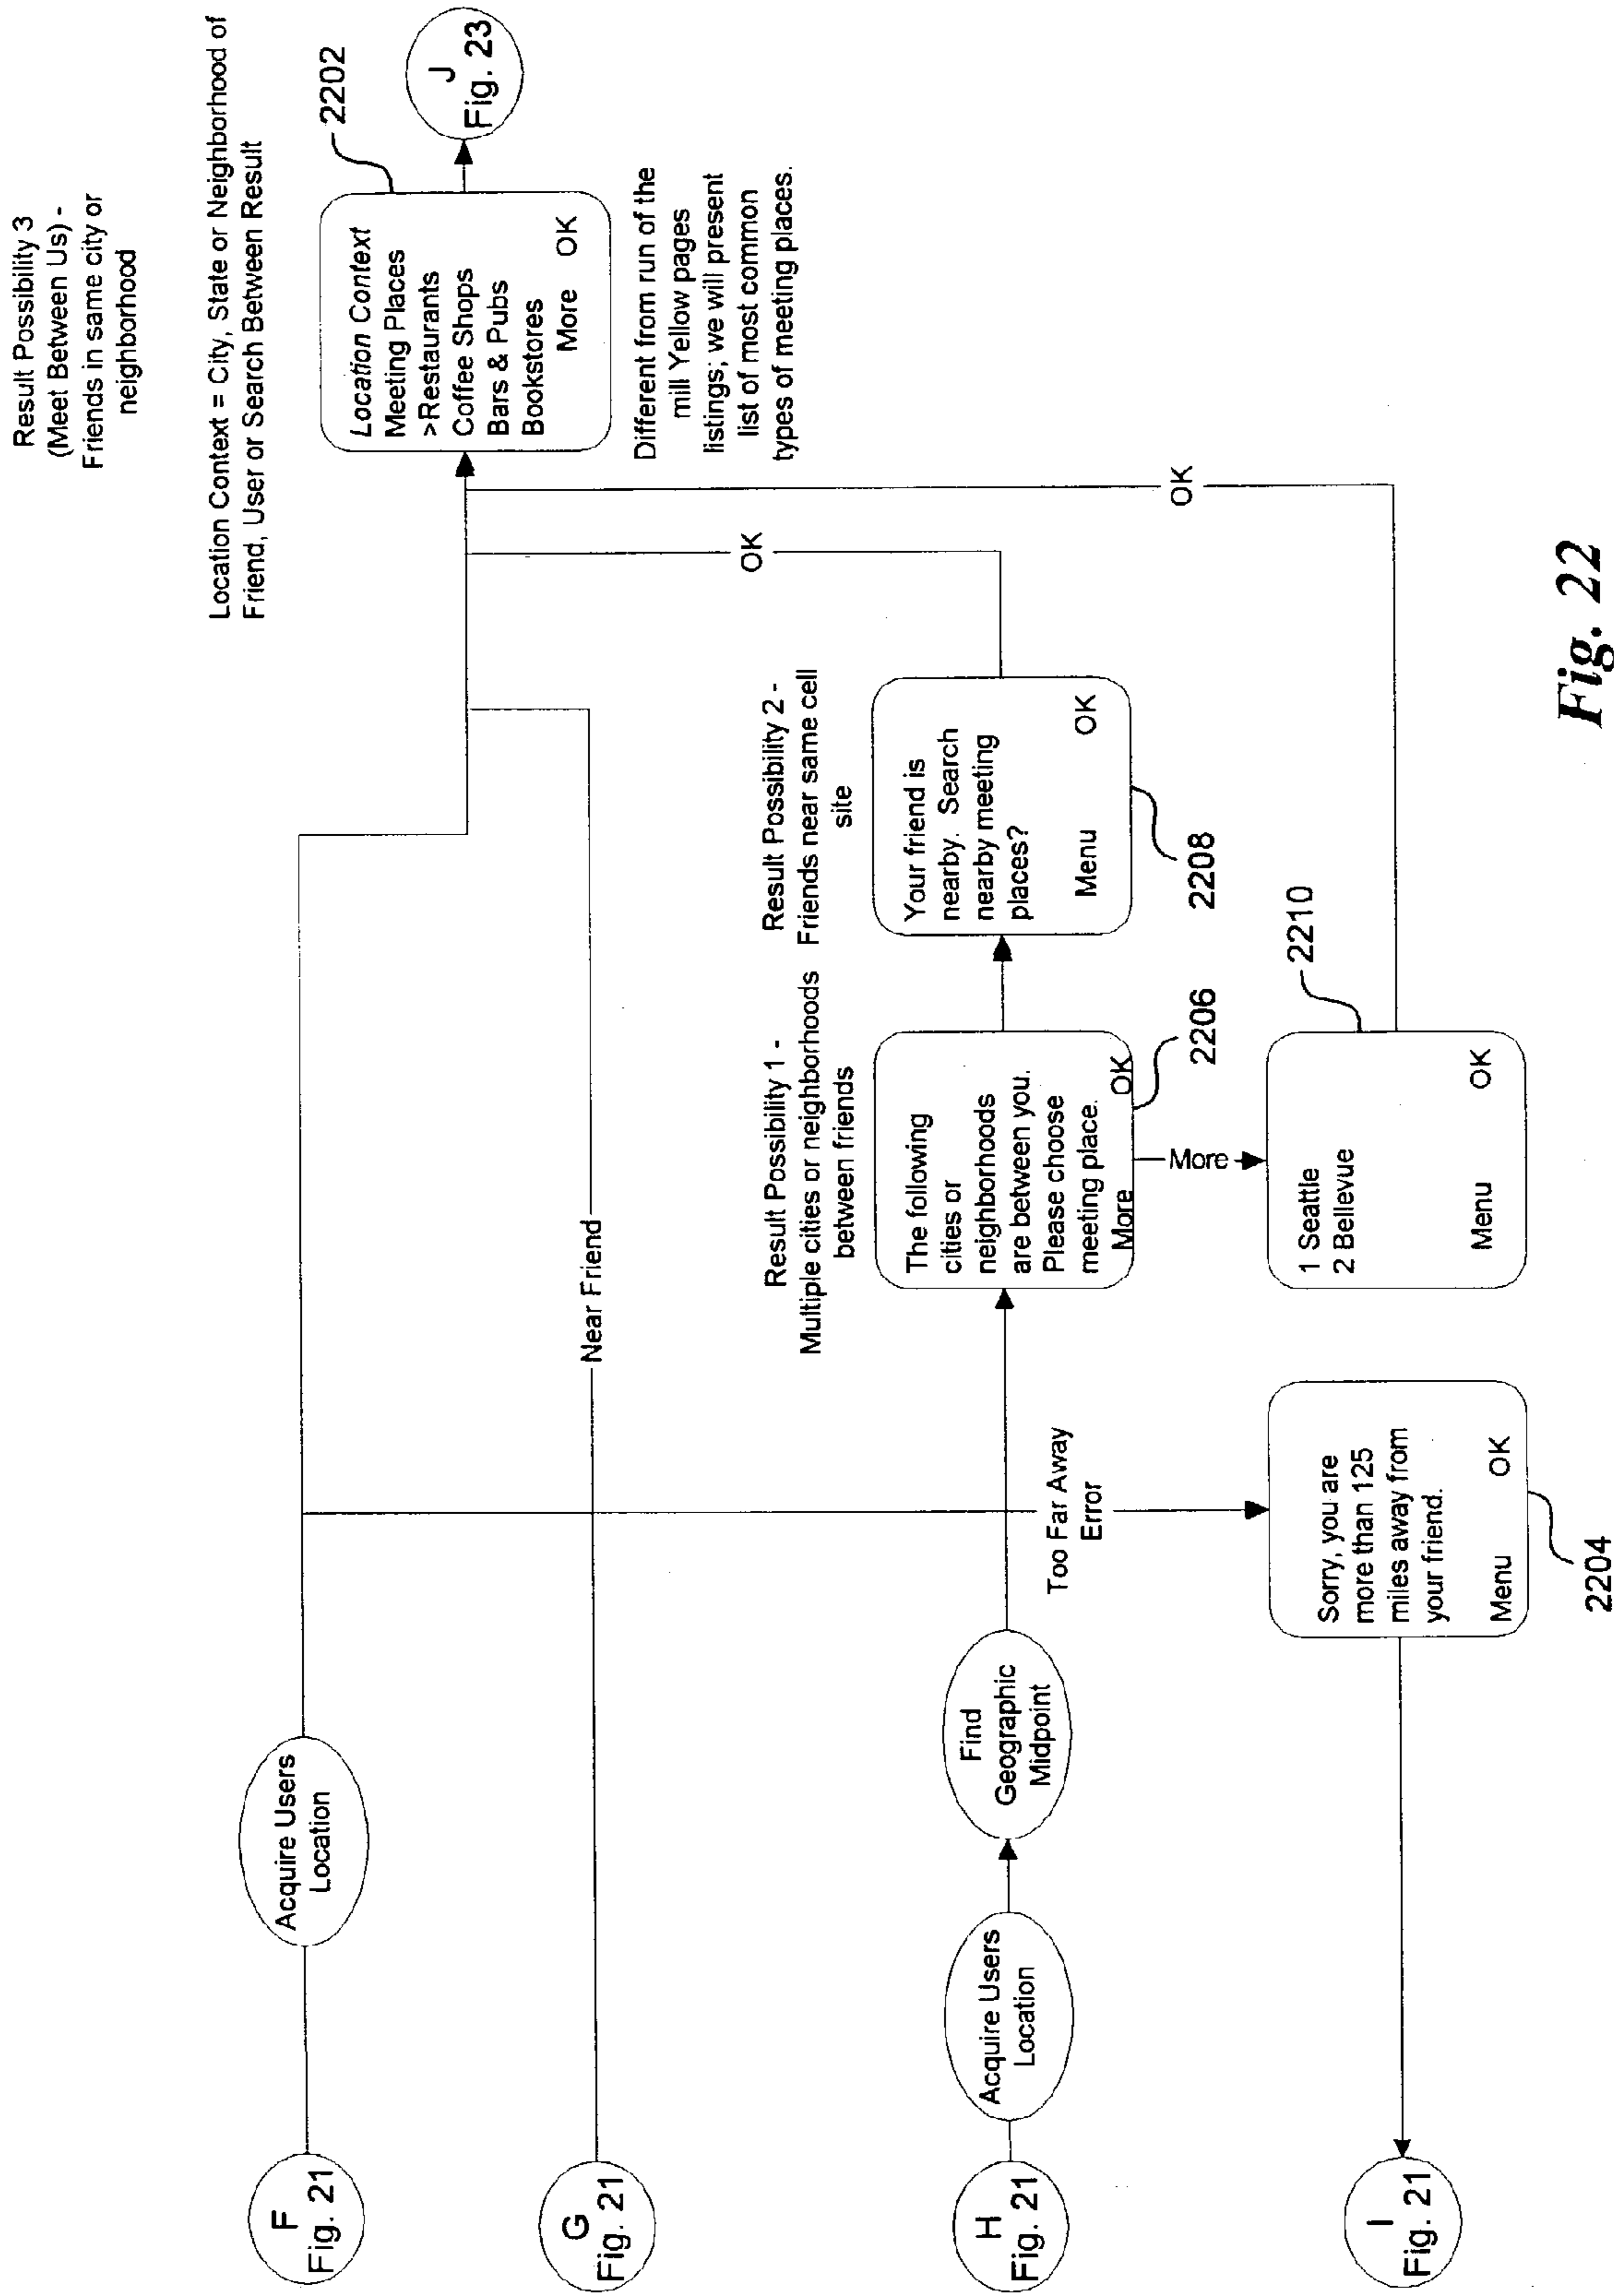 Result Possibility 3
(Meet Between Us) -
Friends in same city or
neighborhood
Location Context = City, State or Neighborhood of
Friend, User or Search Between Result
2202
Location Context
Meeting Places
>Restaurants
Coffee Shops
Bars & Pubs
Bookstores
More OK
J
Fig. 23
Different from run of the
mill Yellow pages
listings; we will present
list of most common
types of meeting places.
F
Fig. 21
Acquire Users
Location
G
Fig. 21
Near Friend
OK
OK
H
Fig. 21
Acquire Users
Location
Find
Geographic
Midpoint
Result Possibility 1 -
Multiple cities or neighborhoods
between friends
The following
cities or
neighborhoods
are between you.
Please choose
meeting place.
More OK
2206
Result Possibility 2 -
Friends near same cell
site
Your friend is
nearby. Search
nearby meeting
places?
Menu OK
2208
More
2210
1 Seattle
2 Bellevue
Menu OK
Too Far Away
Error
Sorry, you are
more than 125
miles away from
your friend.
Menu OK
2204
I
Fig. 21
Fig. 22